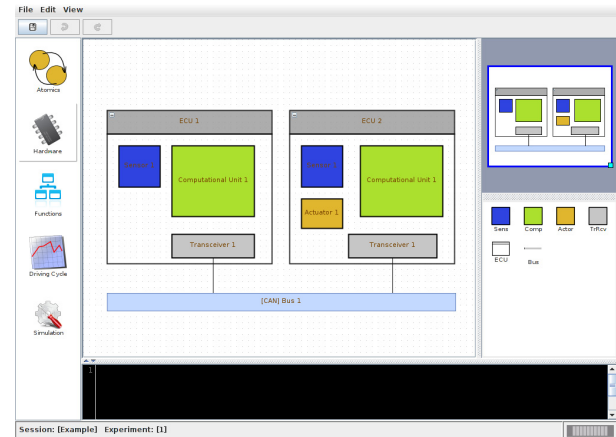 File Edit View
Atomics
Hardware
Functions
Driving Cycle
Simulation
ECU 1
Computational Unit 1
Transceiver 1
ECU 2
Computational Unit 1
Actuator 1
Transceiver 1
[CAN] Bus 1
Sens Comp Actor TrRcv
ECU Bus
1
Session: [Example] Experiment: [1]